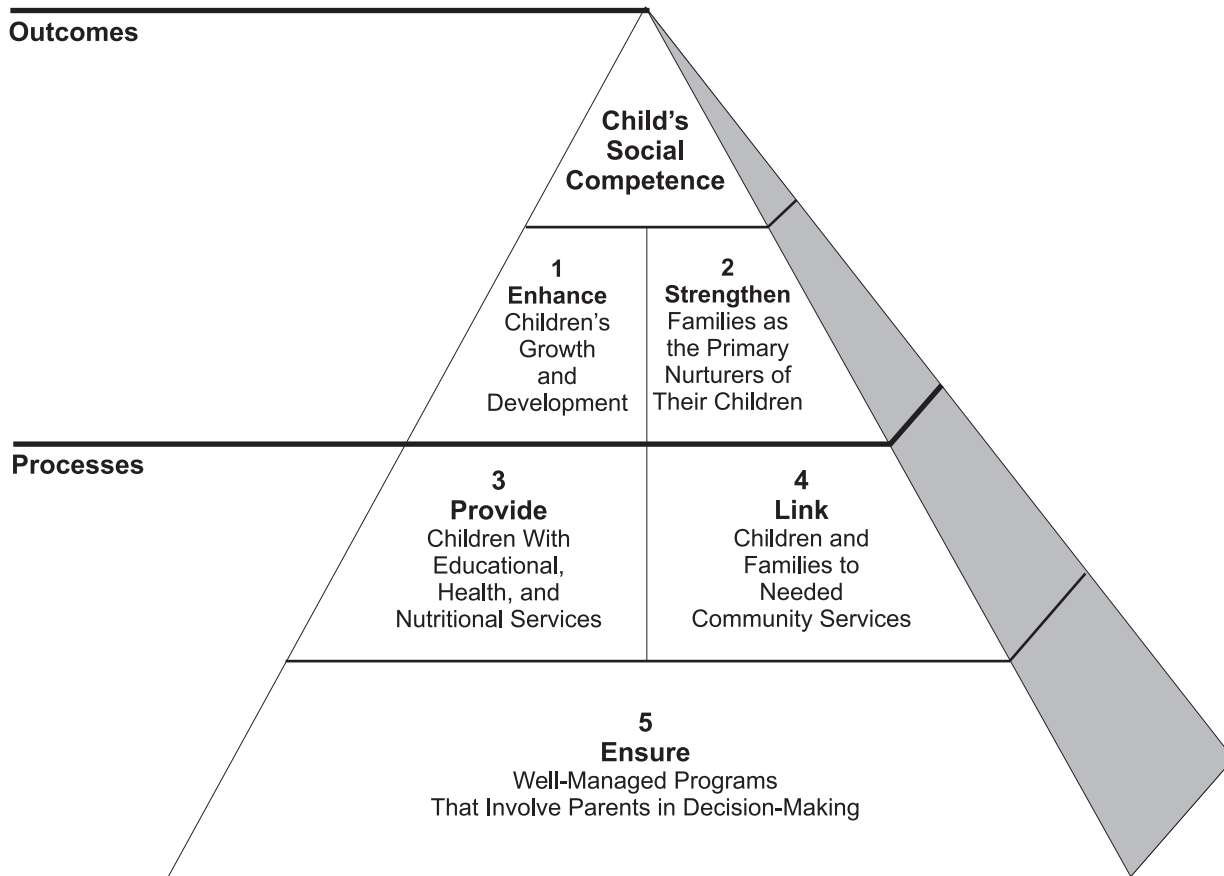 Outcomes
Child's
Social
Competence
1
Enhance
Children's
Growth
and
Development
2
Strengthen
Families as
the Primary
Nurturers of
Their Children
Processes
3
Provide
Children With
Educational,
Health, and
Nutritional Services
4
Link
Children and
Families to
Needed
Community Services
5
Ensure
Well-Managed Programs
That Involve Parents in Decision-Making